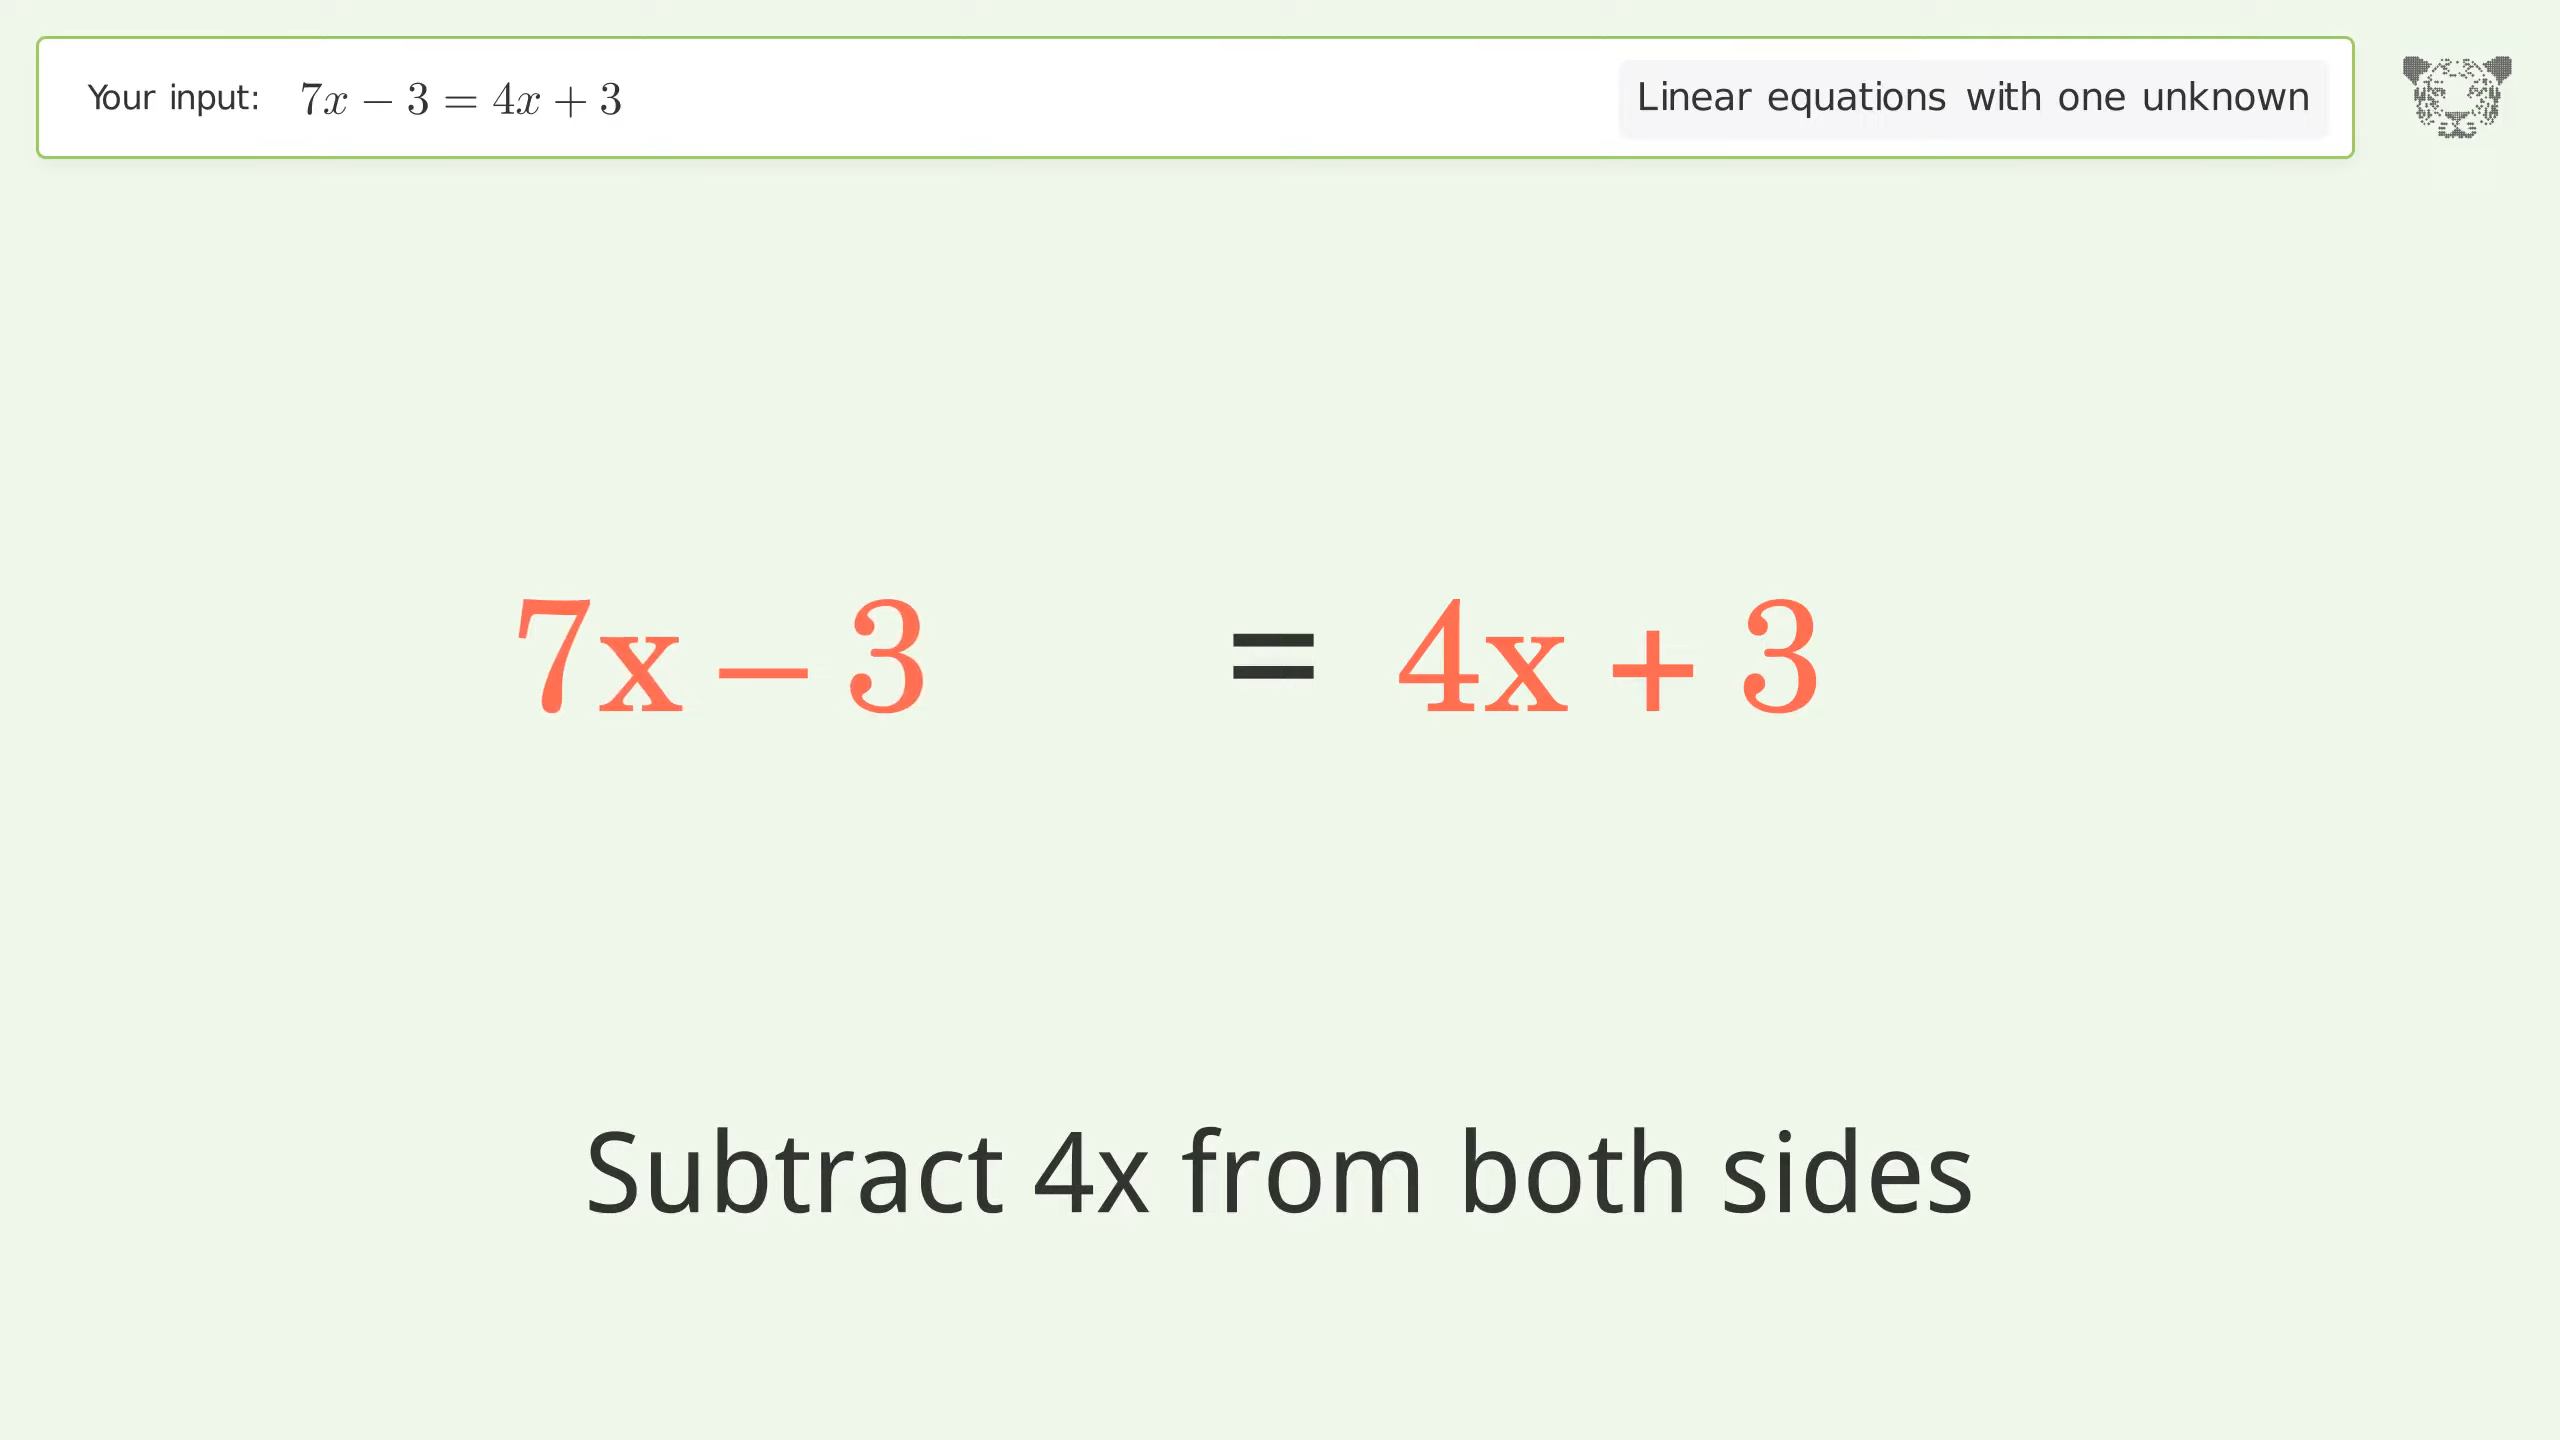 Your input: 7x − 3 = 4x + 3
Linear equations with one unknown
7x − 3 = 4x + 3
Subtract 4x from both sides